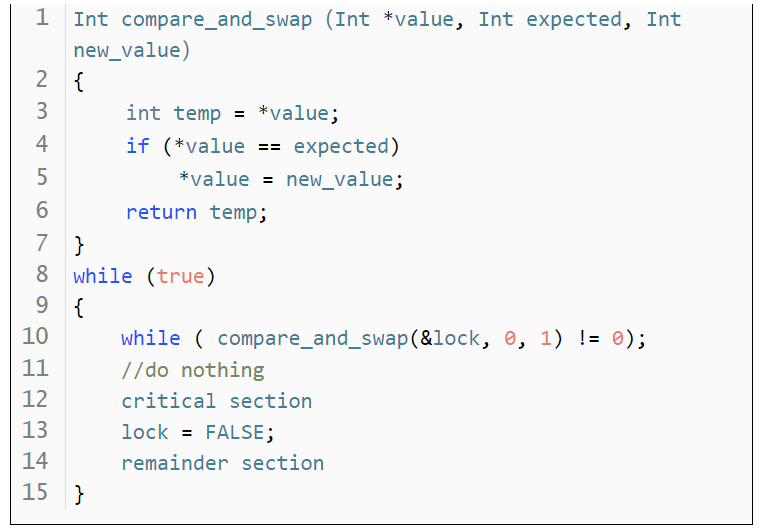 1 Int compare_and_swap (Int *value, Int expected, Int
new_value)
2 {
3 int temp = *value;
4 if (*value == expected)
5 *value = new_value;
6 return temp;
7 }
8 while (true)
9 {
10 while ( compare_and_swap(&lock, 0, 1) != 0);
11 //do nothing
12 critical section
13 lock = FALSE;
14 remainder section
15 }